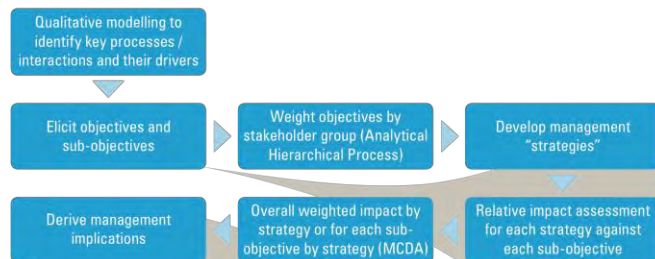 Qualitative modelling to
identify key processes /
interactions and their drivers
Elicit objectives and
sub-objectives
Weight objectives by
stakeholder group (Analytical
Hierarchical Process)
Develop management
“strategies”
Derive management
implications
Overall weighted impact by
strategy or for each sub-
objective by strategy (MCDA)
Relative impact assessment
for each strategy against
each sub-objective